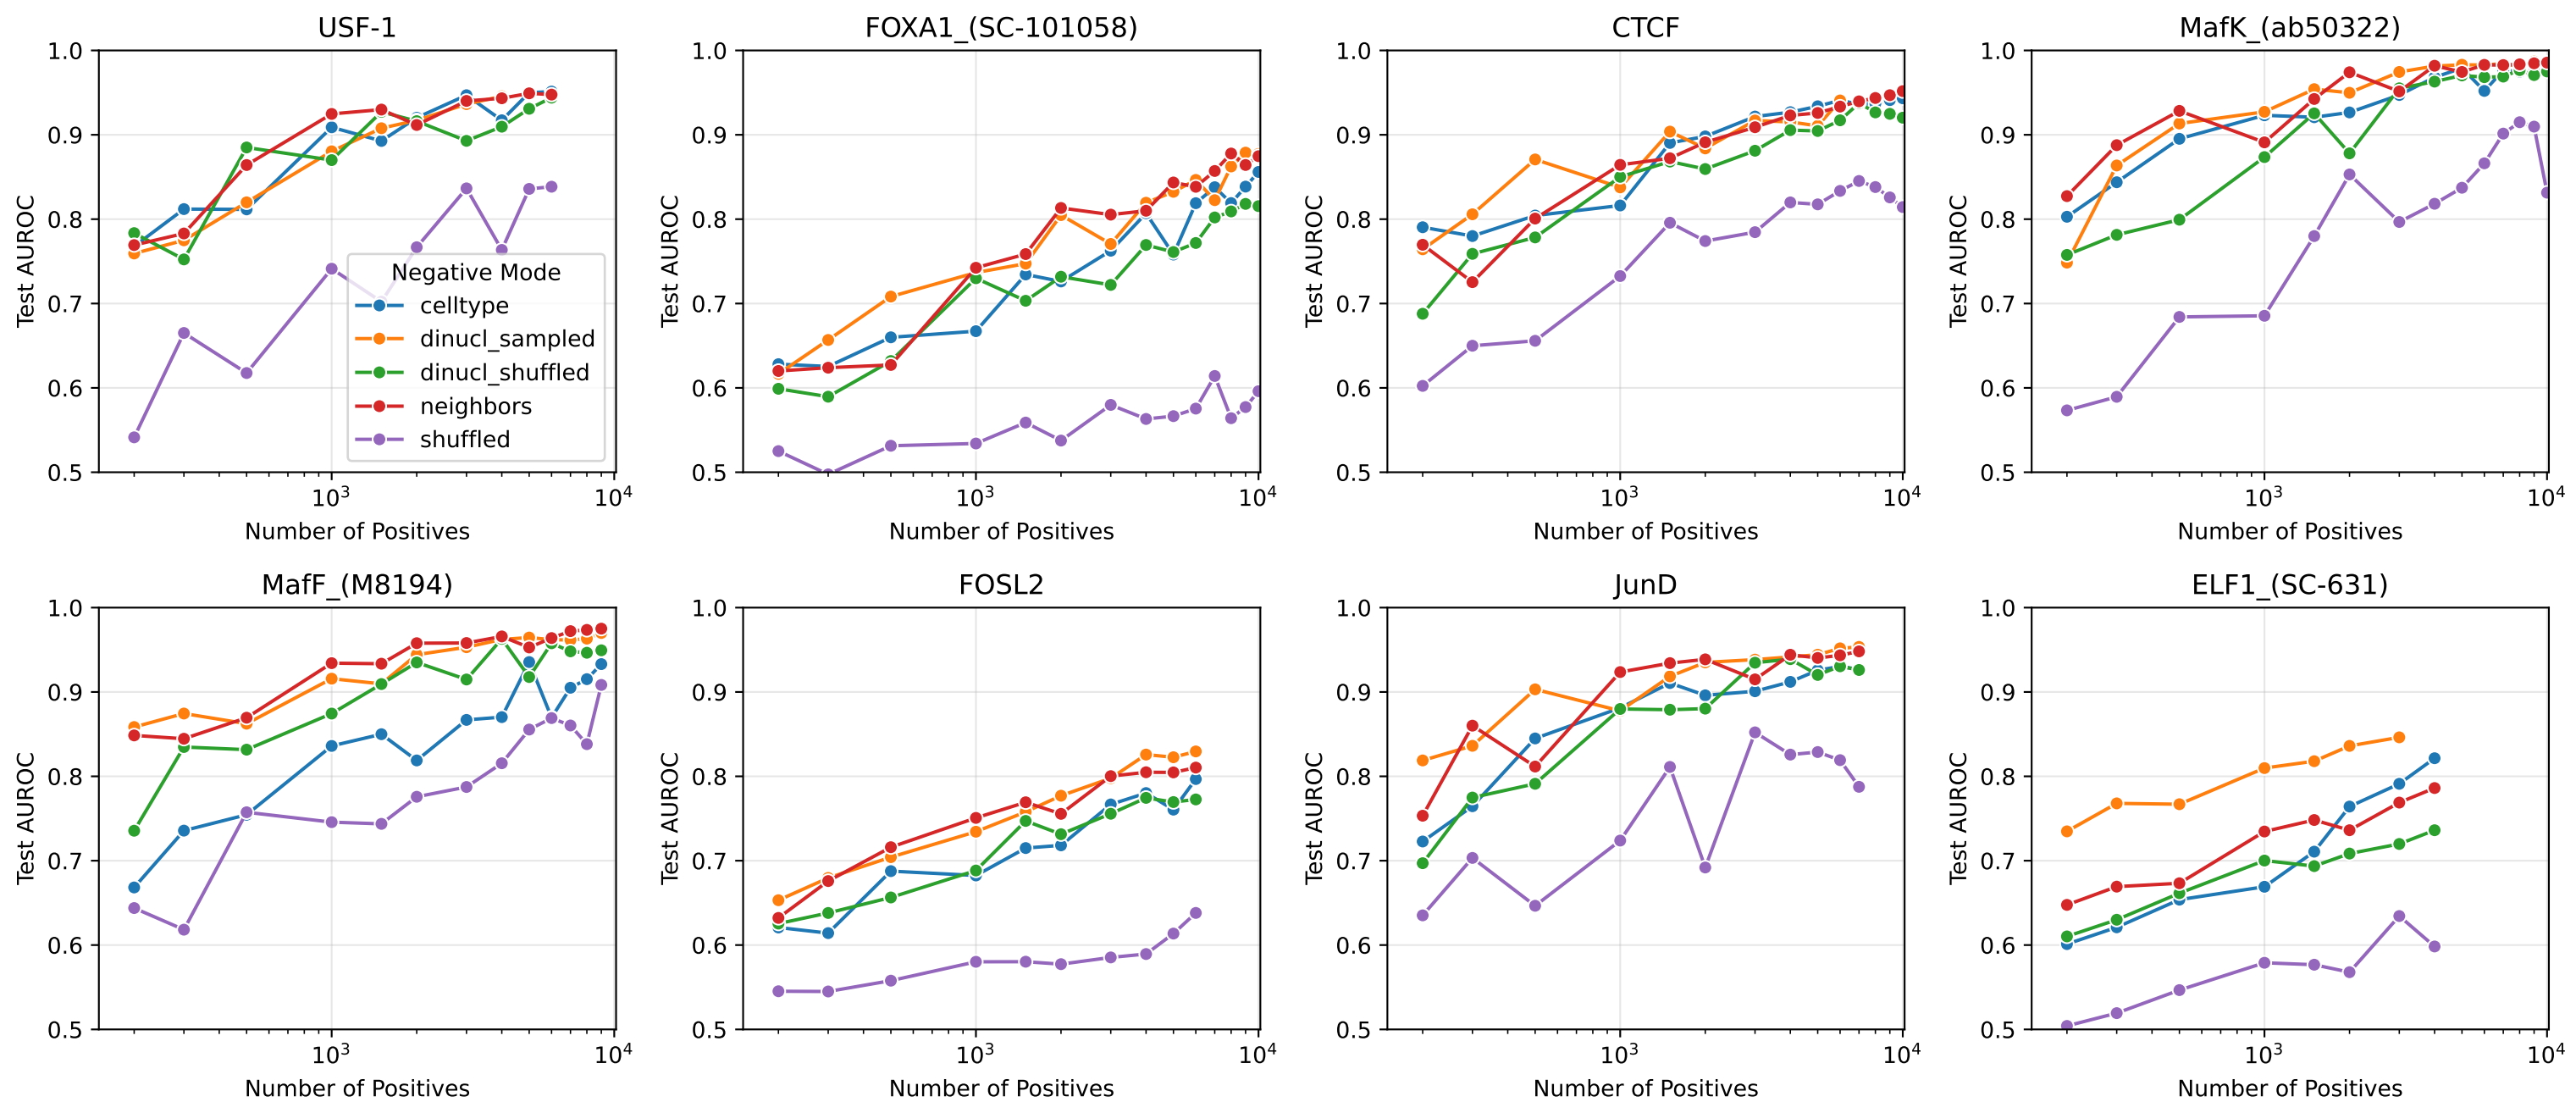 USF-1
1.0
0.9
0.8
0.7
0.6
0.5
Test AUROC
10³
10⁴
Number of Positives
Negative Mode
celltype
dinucl_sampled
dinucl_shuffled
neighbors
shuffled
FOXA1_(SC-101058)
1.0
0.9
0.8
0.7
0.6
0.5
Test AUROC
10³
10⁴
Number of Positives
CTCF
1.0
0.9
0.8
0.7
0.6
0.5
Test AUROC
10³
10⁴
Number of Positives
MafK_(ab50322)
1.0
0.9
0.8
0.7
0.6
0.5
Test AUROC
10³
10⁴
Number of Positives
MafF_(M8194)
1.0
0.9
0.8
0.7
0.6
0.5
Test AUROC
10³
10⁴
Number of Positives
FOSL2
1.0
0.9
0.8
0.7
0.6
0.5
Test AUROC
10³
10⁴
Number of Positives
JunD
1.0
0.9
0.8
0.7
0.6
0.5
Test AUROC
10³
10⁴
Number of Positives
ELF1_(SC-631)
1.0
0.9
0.8
0.7
0.6
0.5
Test AUROC
10³
10⁴
Number of Positives